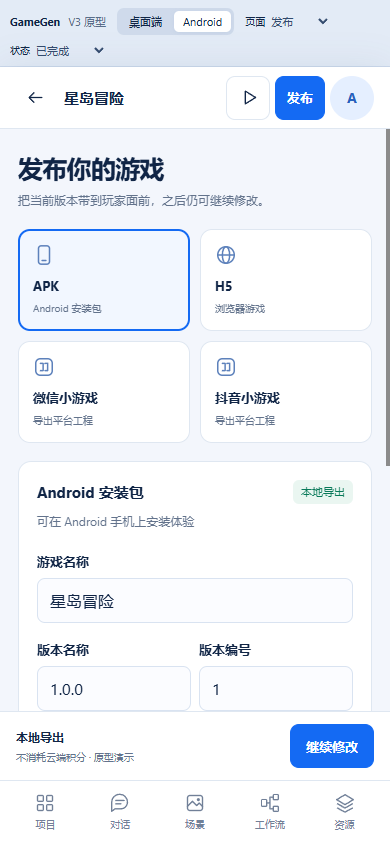 GameGen V3 原型 桌面端 Android 页面 发布
状态 已完成
星岛冒险 发布 A
发布你的游戏
把当前版本带到玩家面前，之后仍可继续修改。
APK
Android 安装包
H5
浏览器游戏
微信小游戏
导出平台工程
抖音小游戏
导出平台工程
Android 安装包 本地导出
可在 Android 手机上安装体验
游戏名称
星岛冒险
版本名称 版本编号
1.0.0 1
本地导出
不消耗云端积分 · 原型演示
继续修改
项目 对话 场景 工作流 资源